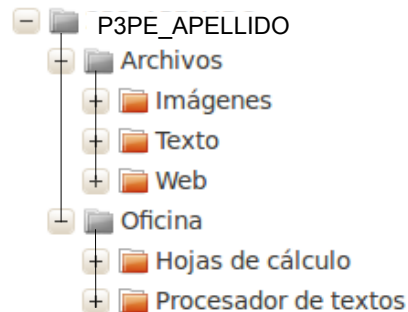 P3PE_APELLIDO
Archivos
Imágenes
Texto
Web
Oficina
Hojas de cálculo
Procesador de textos